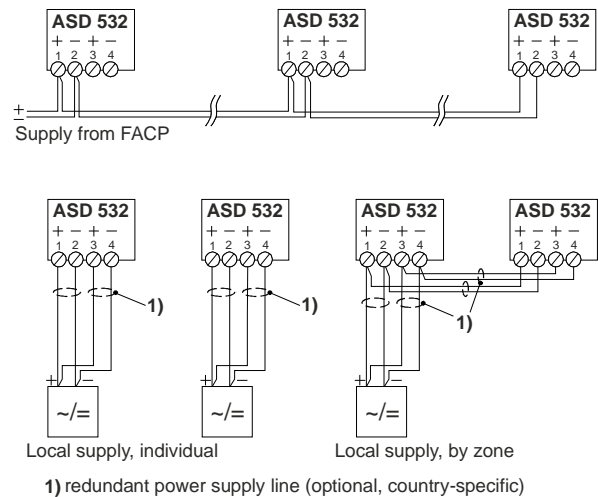 ASD 532 ASD 532 ASD 532
+ − + − + − + − + − + −
1 2 3 4 1 2 3 4 1 2 3 4
±
Supply from FACP
ASD 532 ASD 532 ASD 532 ASD 532
+ − + − + − + − + − + − + − + −
1 2 3 4 1 2 3 4 1 2 3 4 1 2 3 4
1) 1) 1)
+ − + − + −
~/= ~/= ~/=
Local supply, individual Local supply, by zone
1) redundant power supply line (optional, country-specific)